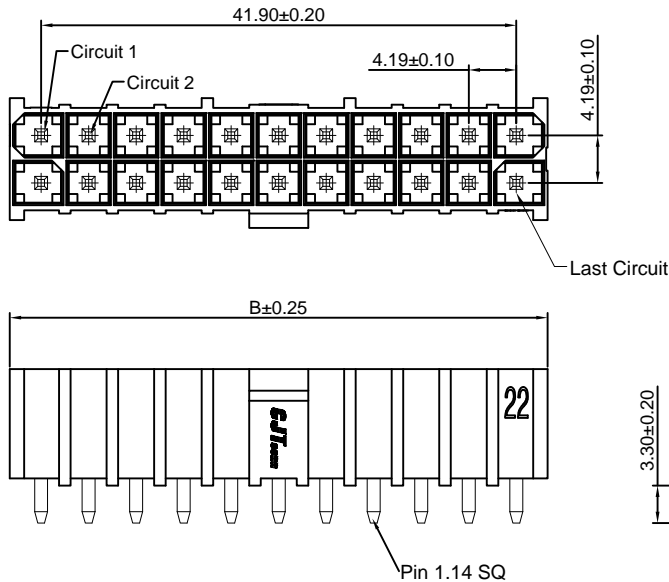 41.90±0.20
Circuit 1
4.19±0.10
Circuit 2
4.19±0.10
Last Circuit
B±0.25
22
CJT
3.30±0.20
Pin 1.14 SQ